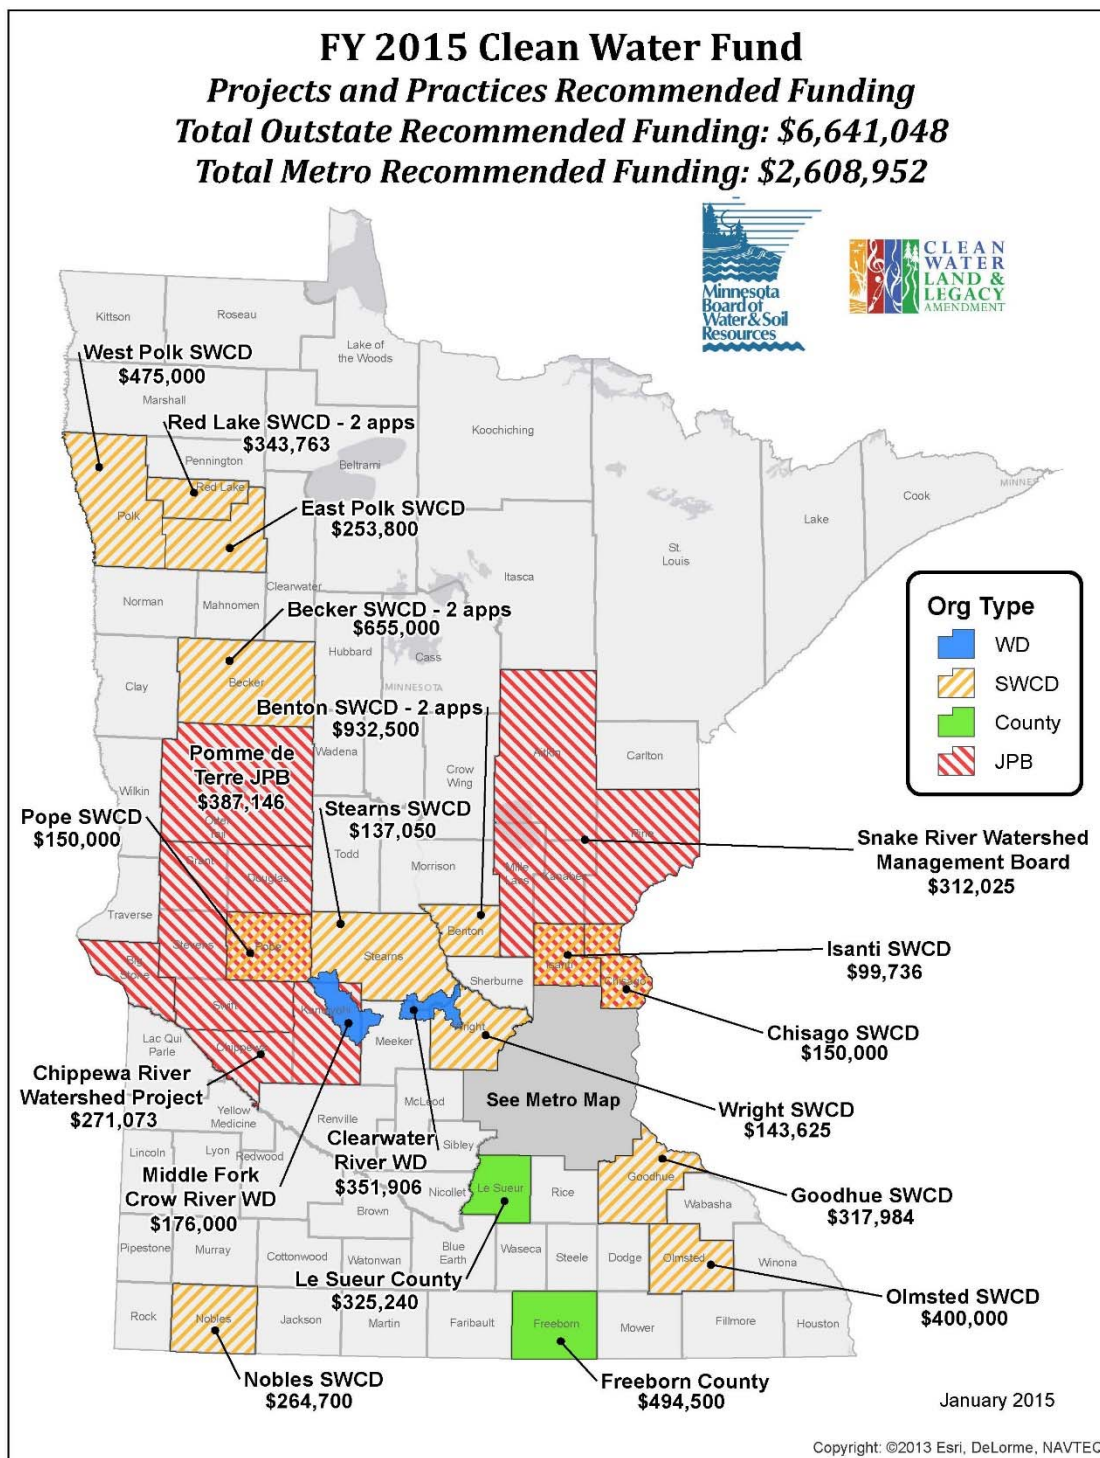 FY 2015 Clean Water Fund
Projects and Practices Recommended Funding
Total Outstate Recommended Funding: $6,641,048
Total Metro Recommended Funding: $2,608,952
Minnesota
Board of
Water & Soil
Resources
CLEAN
WATER
LAND &
LEGACY
AMENDMENT
Kittson
Roseau
Lake of
the Woods
West Polk SWCD
$475,000
Marshall
Red Lake SWCD - 2 apps
$343,763
Koochiching
Pennington
Beltrami
Red Lake
Cook
MINNES
East Polk SWCD
$253,800
Polk
Lake
St.
Louis
Itasca
Clearwater
Norman
Mahnomen
Becker SWCD - 2 apps
$655,000
Hubbard
Cass
Clay
Becker
MINNESOTA
Org Type
WD
SWCD
County
JPB
Benton SWCD - 2 apps
$932,500
Pomme de
Terre JPB
$387,146
Wadena
Crow
Wing
Aitkin
Carlton
Wilkin
Otter
Tail
Pope SWCD
$150,000
Stearns SWCD
$137,050
Pine
Snake River Watershed
Management Board
$312,025
Todd
Morrison
Mille
Lacs
Kanabec
Grant
Douglas
Traverse
Stevens
Pope
Benton
Stearns
Isanti
Isanti SWCD
$99,736
Big
Stone
Sherburne
Chisago
Swift
Kandiyohi
Wright
Chisago SWCD
$150,000
Lac Qui
Parle
Chippewa
Meeker
Chippewa River
Watershed Project
$271,073
See Metro Map
McLeod
Wright SWCD
$143,625
Yellow
Medicine
Renville
Sibley
Lincoln
Lyon
Redwood
Clearwater
River WD
$351,906
Middle Fork
Crow River WD
$176,000
Nicollet
Le Sueur
Rice
Goodhue
Wabasha
Goodhue SWCD
$317,984
Brown
Pipestone
Murray
Cottonwood
Watonwan
Blue
Earth
Waseca
Steele
Dodge
Olmsted
Winona
Le Sueur County
$325,240
Olmsted SWCD
$400,000
Rock
Nobles
Jackson
Martin
Faribault
Freeborn
Mower
Fillmore
Houston
Nobles SWCD
$264,700
Freeborn County
$494,500
January 2015
Copyright: ©2013 Esri, DeLorme, NAVTEQ